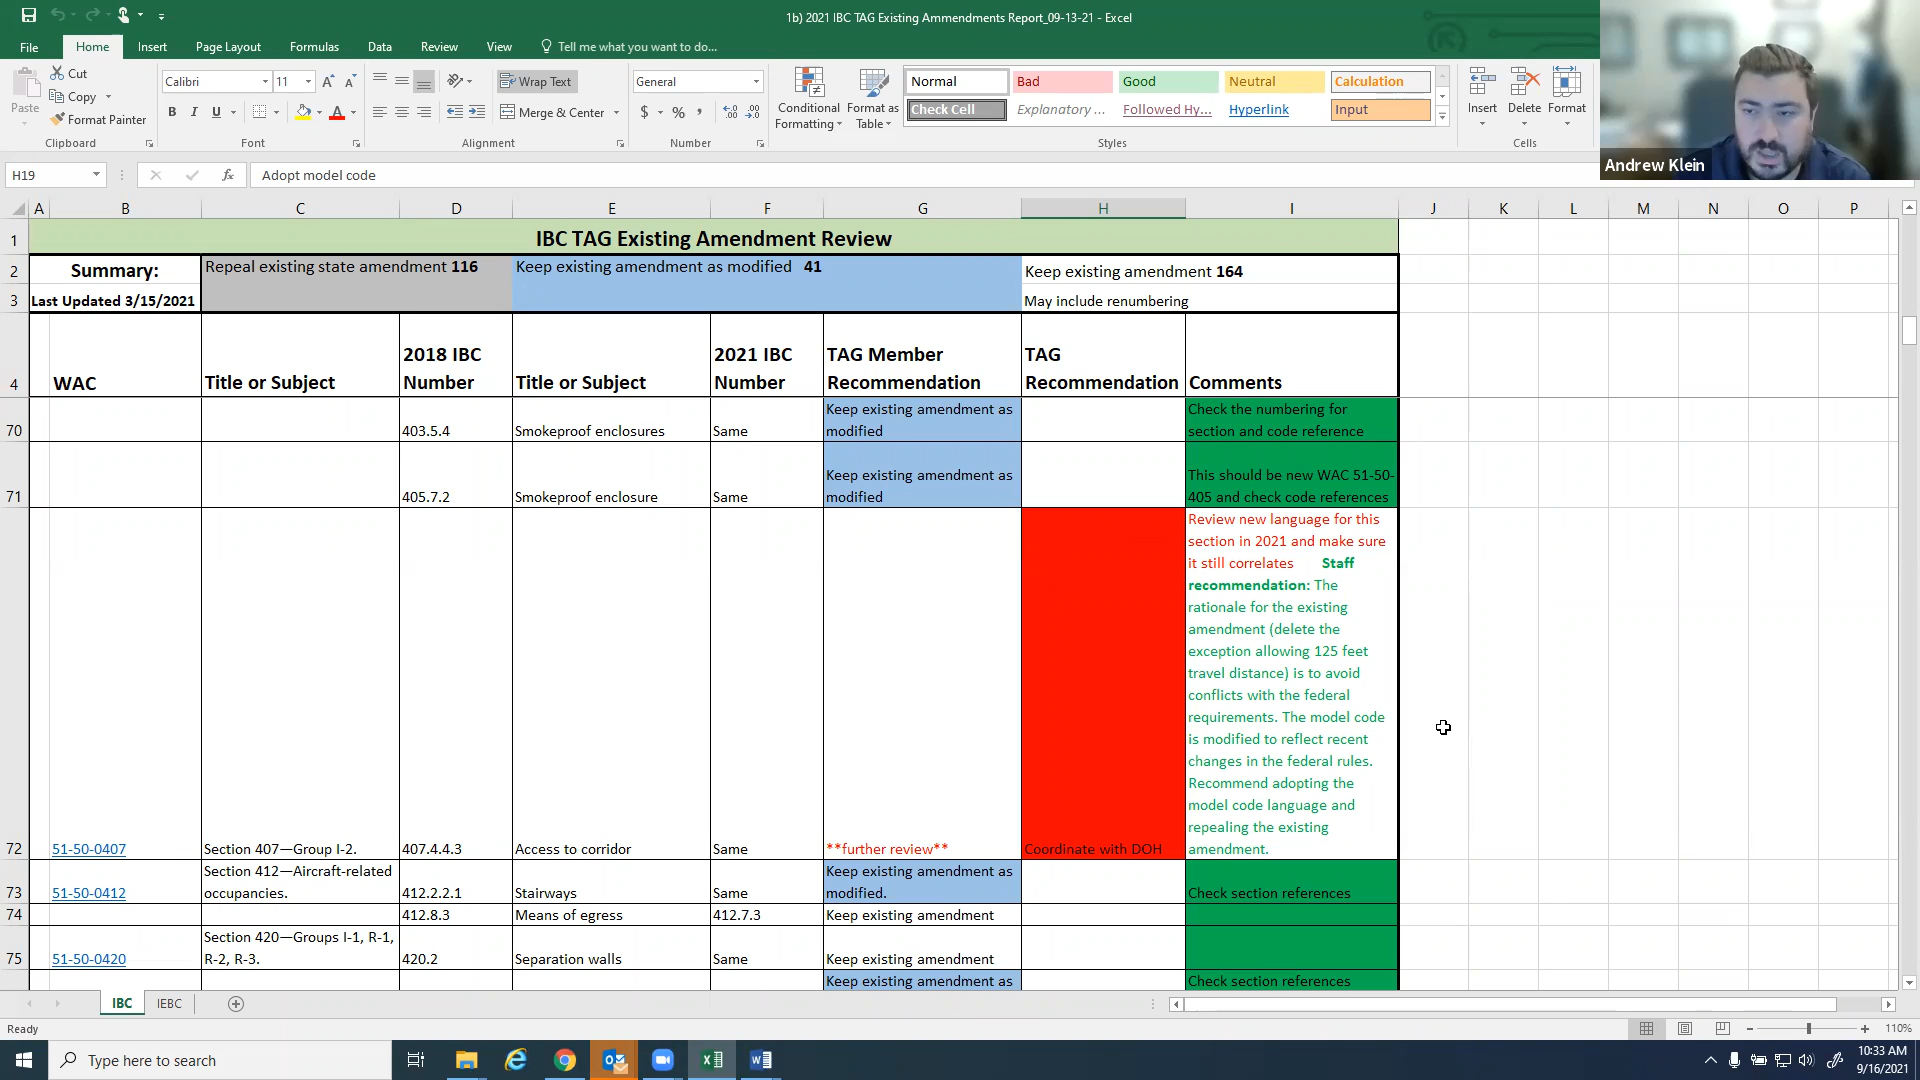 1b) 2021 IBC TAG Existing Ammendments Report_09-13-21 - Excel
File Home Insert Page Layout Formulas Data Review View Tell me what you want to do...
Paste
Cut
Copy
Format Painter
Clipboard
Calibri 11 A A
B I U A
Font
Wrap Text
Merge & Center
Alignment
General
$ % ,
Number
Conditional Formatting
Format as Table
Normal Bad Good Neutral Calculation
Check Cell Explanatory ... Followed Hy... Hyperlink Input
Styles
Insert Delete Format
Cells
Andrew Klein
H19 fx Adopt model code
A B C D E F G H I J K L M N O P
1 IBC TAG Existing Amendment Review
2 Summary: Repeal existing state amendment 116 Keep existing amendment as modified 41 Keep existing amendment 164
3 Last Updated 3/15/2021 May include renumbering
2018 IBC 2021 IBC TAG Member TAG
4 WAC Title or Subject Number Title or Subject Number Recommendation Recommendation Comments
Keep existing amendment as Check the numbering for
70 403.5.4 Smokeproof enclosures Same modified section and code reference
Keep existing amendment as This should be new WAC 51-50-
71 405.7.2 Smokeproof enclosure Same modified 405 and check code references
Review new language for this
section in 2021 and make sure
it still correlates Staff
recommendation: The
rationale for the existing
amendment (delete the
exception allowing 125 feet
travel distance) is to avoid
conflicts with the federal
requirements. The model code
is modified to reflect recent
changes in the federal rules.
Recommend adopting the
model code language and
repealing the existing
72 51-50-0407 Section 407—Group I-2. 407.4.4.3 Access to corridor Same **further review** Coordinate with DOH amendment.
Section 412—Aircraft-related Keep existing amendment as
73 51-50-0412 occupancies. 412.2.2.1 Stairways Same modified. Check section references
74 412.8.3 Means of egress 412.7.3 Keep existing amendment
Section 420—Groups I-1, R-1,
75 51-50-0420 R-2, R-3. 420.2 Separation walls Same Keep existing amendment
Keep existing amendment as Check section references
IBC IEBC
Ready 110%
Type here to search
10:33 AM
9/16/2021